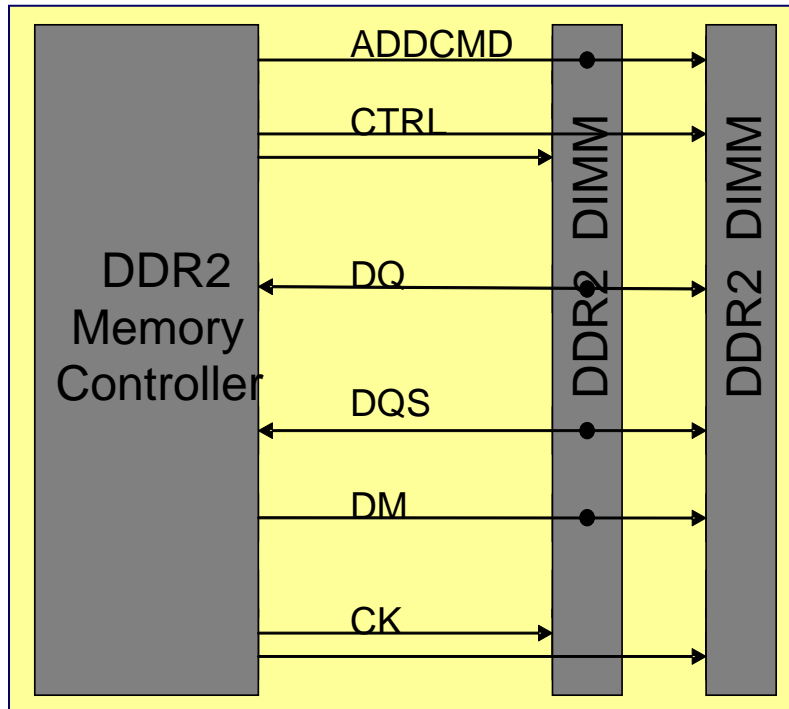 ADDCMD
CTRL
DDR2
Memory
Controller
DQ
DQS
DM
CK
DDR2 DIMM
DDR2 DIMM